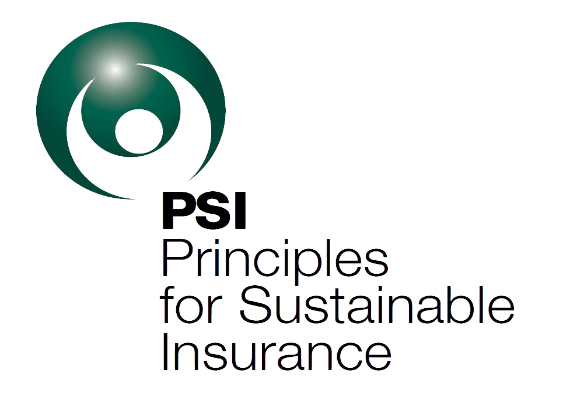 PSI
Principles
for Sustainable
Insurance